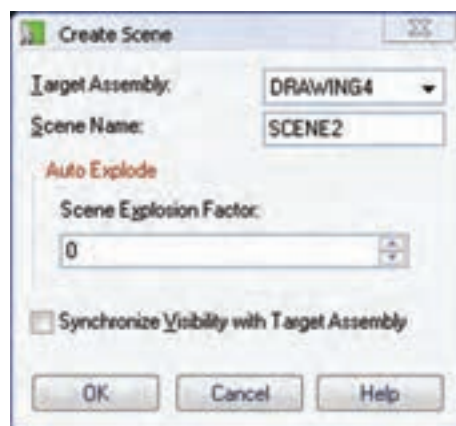 Create Scene
Target Assembly: DRAWING4
Scene Name: SCENE2
Auto Explode
Scene Explosion Factor:
0
Synchronize Visibility with Target Assembly
OK Cancel Help